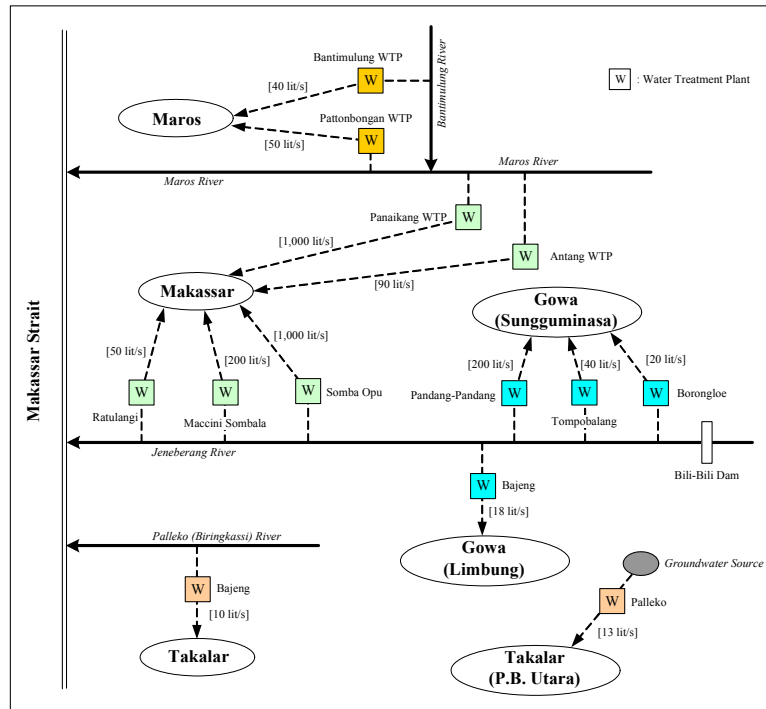 Bantimulung WTP
W
[40 lit/s]
Bantimulung River
W
: Water Treatment Plant
Maros
Pattonbongan WTP
W
[50 lit/s]
Maros River
Maros River
Panaikang WTP
W
[1,000 lit/s]
W
Antang WTP
[90 lit/s]
Makassar
Gowa
(Sungguminasa)
Makassar Strait
[50 lit/s]
[200 lit/s]
[1,000 lit/s]
[200 lit/s]
[40 lit/s]
[20 lit/s]
W
Ratulangi
W
Maccini Sombala
W
Somba Opu
Pandang-Pandang
W
W
Tompobalang
W
Borongloe
Jeneberang River
Bili-Bili Dam
W
Bajeng
[18 lit/s]
Palleko (Biringkassi) River
Gowa
(Limbung)
Groundwater Source
W
Bajeng
[10 lit/s]
W
Palleko
[13 lit/s]
Takalar
Takalar
(P.B. Utara)